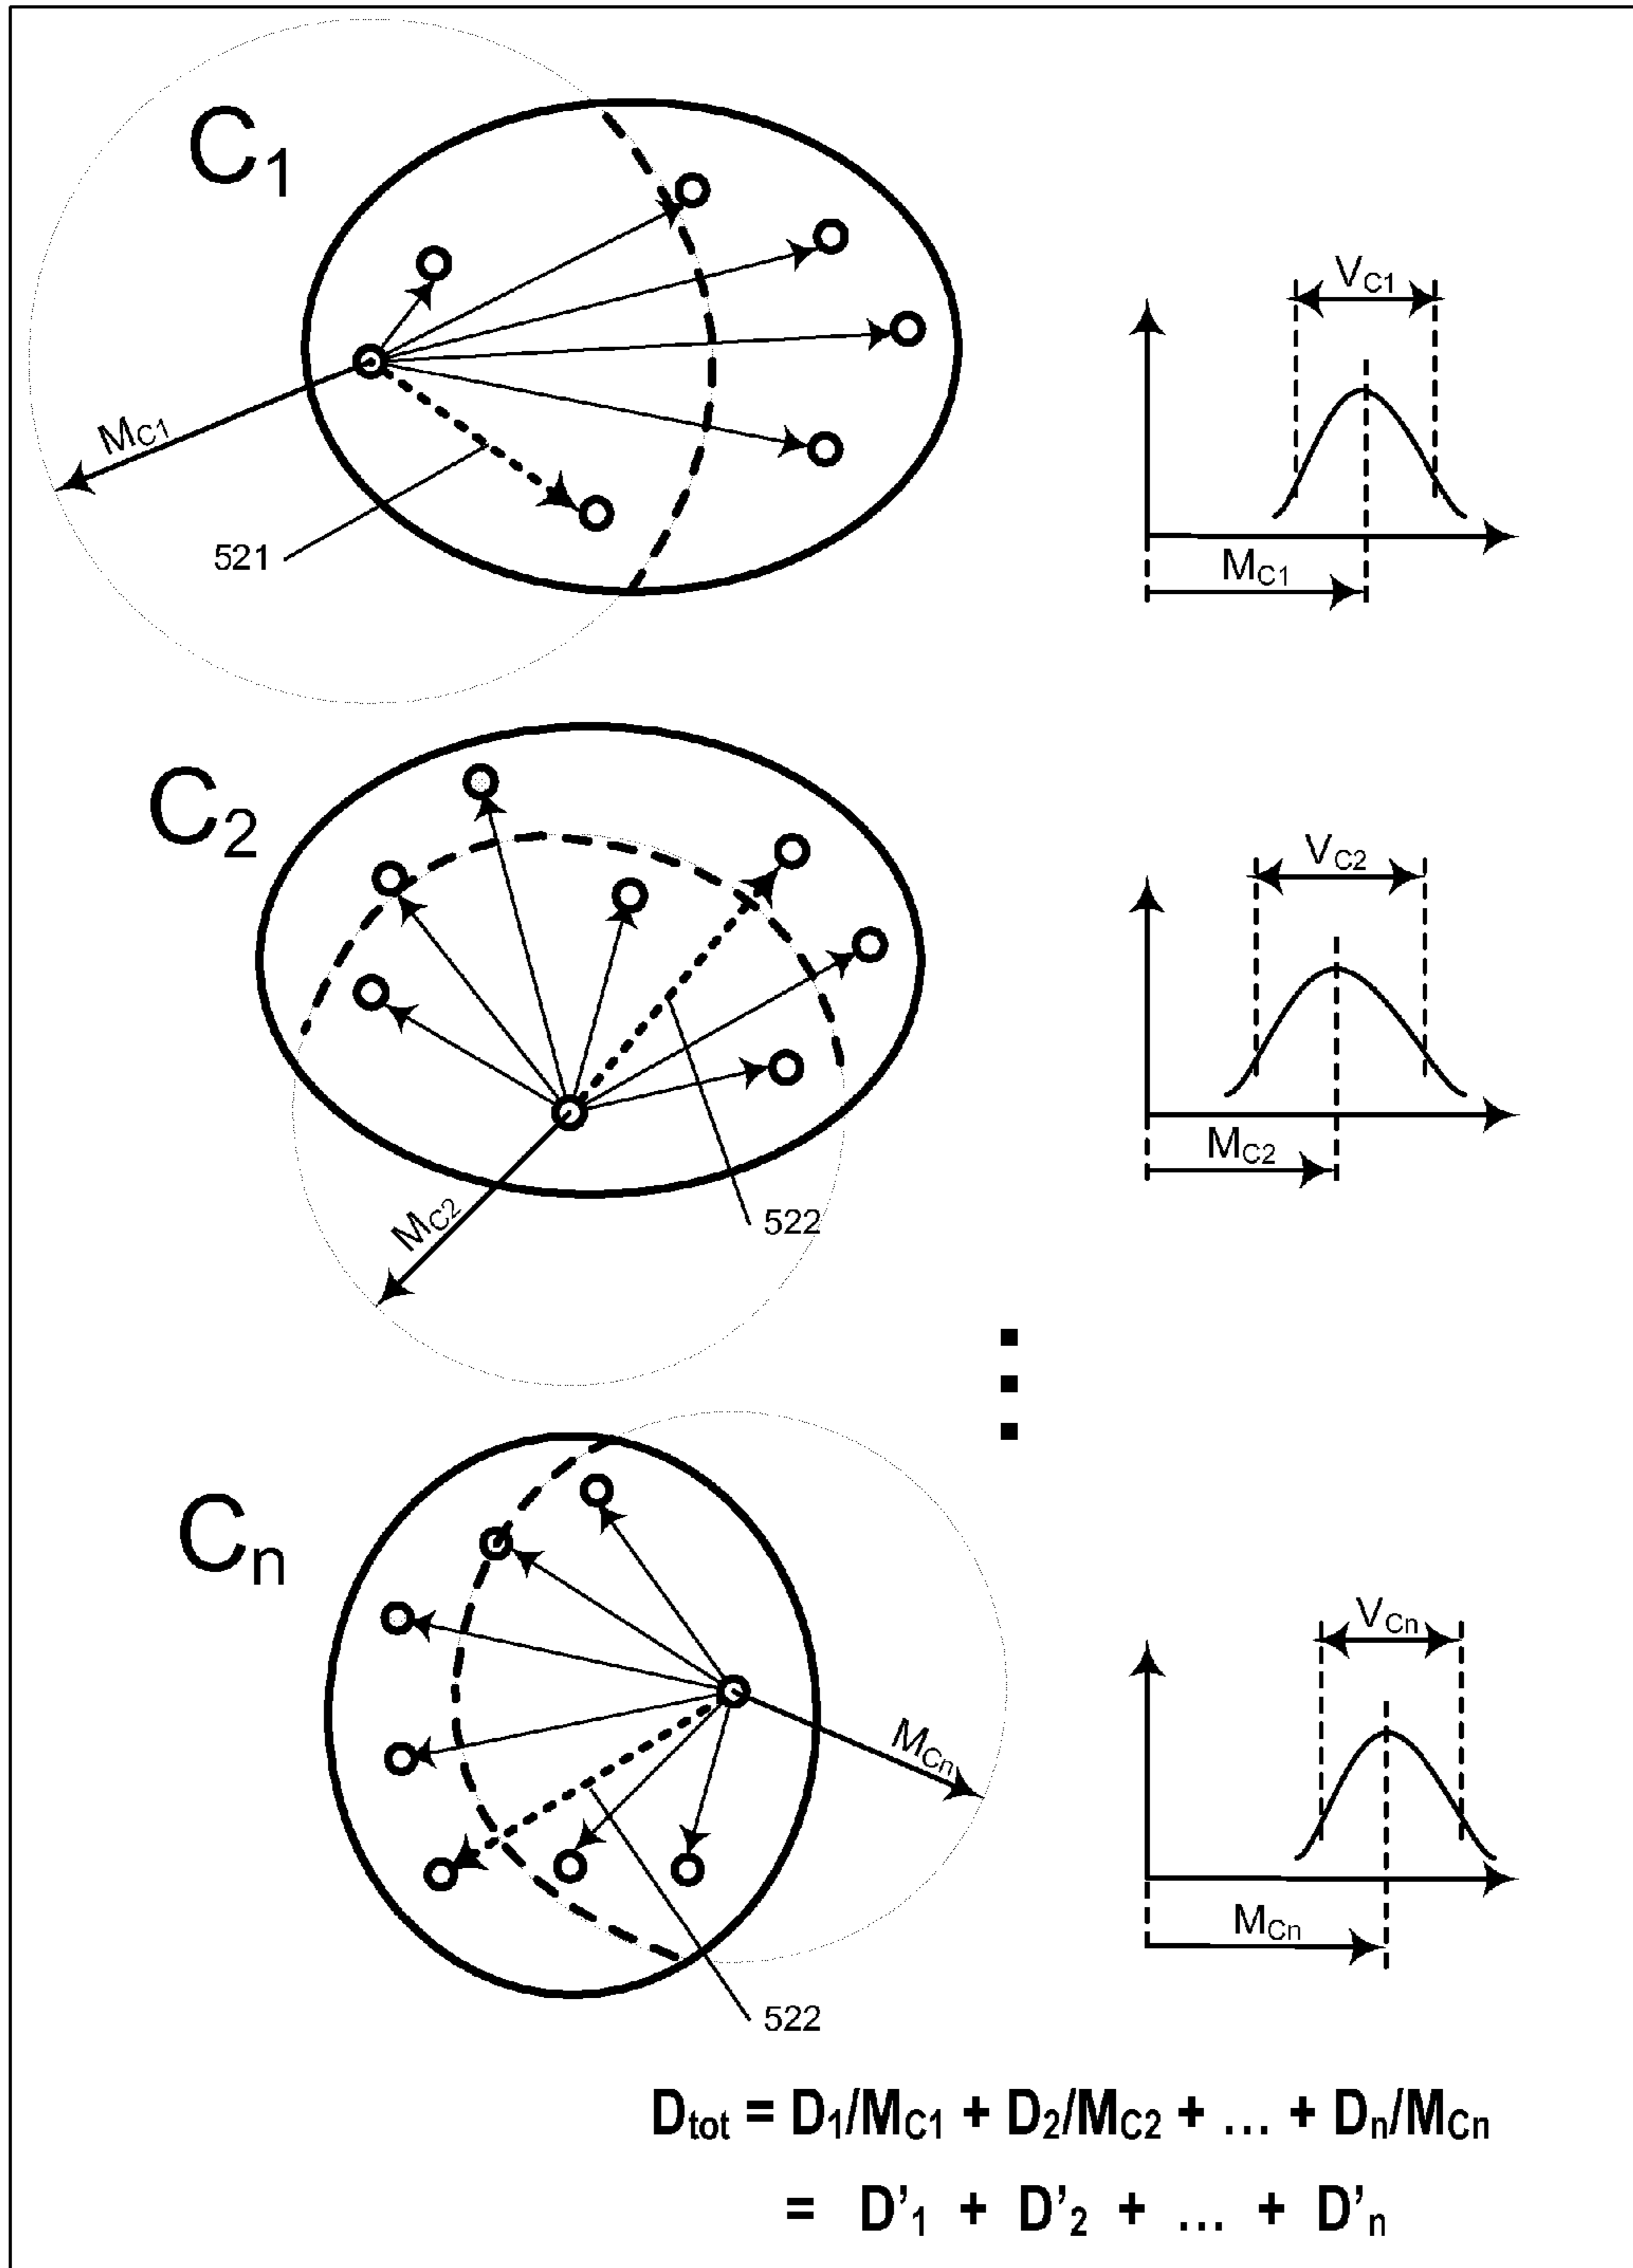 C1
VC1
MC1
MC1
521
C2
VC2
MC2
MC2
522
Cn
VCn
MCn
MCn
522
Dtot = D1/MC1 + D2/MC2 + ... + Dn/MCn
= D’1 + D’2 + ... + D’n